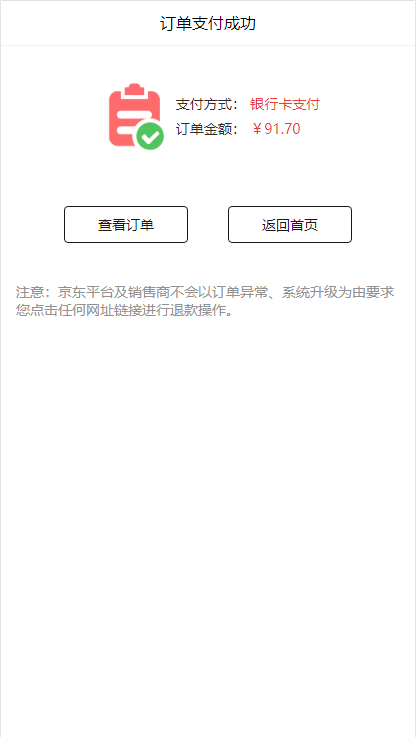 订单支付成功
支付方式： 银行卡支付
订单金额： ￥91.70
查看订单 返回首页
注意：京东平台及销售商不会以订单异常、系统升级为由要求
您点击任何网址链接进行退款操作。